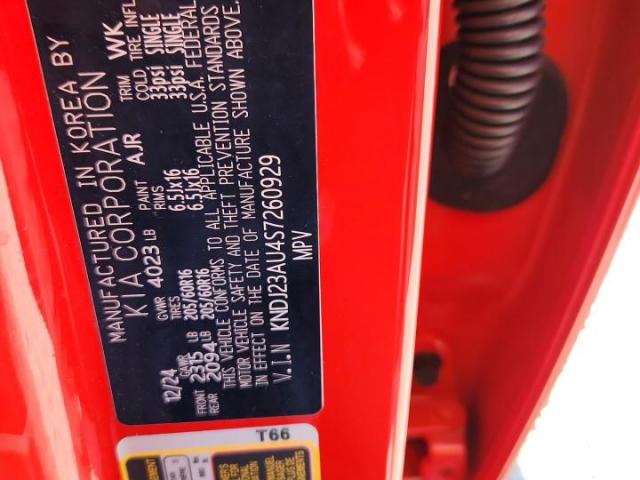 MANUFACTURED IN KOREA BY
KIA CORPORATION
12/24 GVWR 4023 LB PAINT AJR TRIM WK
GAWR TIRES RIMS COLD TIRE INFL
FRONT 2315 LB 205/60R16 6.5Jx16 33psi SINGLE
REAR 2094 LB 205/60R16 6.5Jx16 33psi SINGLE
THIS VEHICLE CONFORMS TO ALL APPLICABLE U.S.A. FEDERAL
MOTOR VEHICLE SAFETY AND THEFT PREVENTION STANDARDS
IN EFFECT ON THE DATE OF MANUFACTURE SHOWN ABOVE.
V.I.N KNDJ23AU4S7260929
MPV
T66